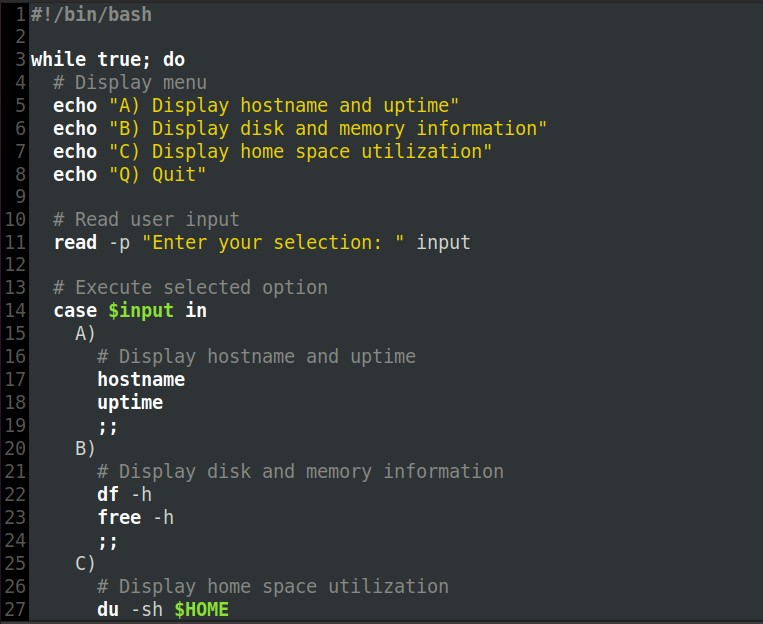 1 #!/bin/bash
2
3 while true; do
4   # Display menu
5   echo "A) Display hostname and uptime"
6   echo "B) Display disk and memory information"
7   echo "C) Display home space utilization"
8   echo "Q) Quit"
9
10   # Read user input
11   read -p "Enter your selection: " input
12
13   # Execute selected option
14   case $input in
15     A)
16       # Display hostname and uptime
17       hostname
18       uptime
19       ;;
20     B)
21       # Display disk and memory information
22       df -h
23       free -h
24       ;;
25     C)
26       # Display home space utilization
27       du -sh $HOME